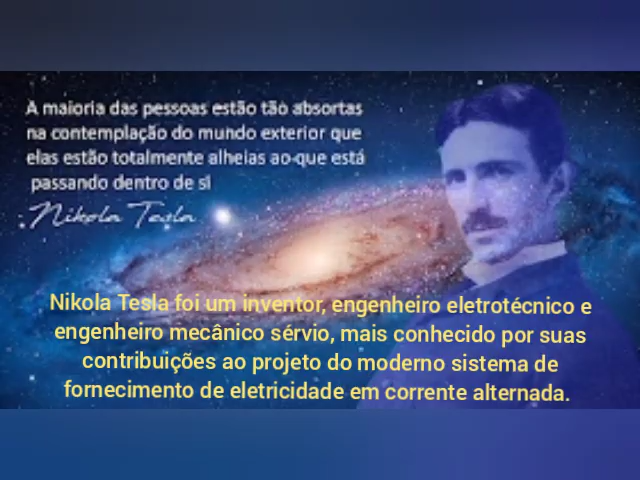 A maioria das pessoas estão tão absortas
na contemplação do mundo exterior que
elas estão totalmente alheias ao que está
passando dentro de si
Nikola Tesla
Nikola Tesla foi um inventor, engenheiro eletrotécnico e
engenheiro mecânico sérvio, mais conhecido por suas
contribuições ao projeto do moderno sistema de
fornecimento de eletricidade em corrente alternada.